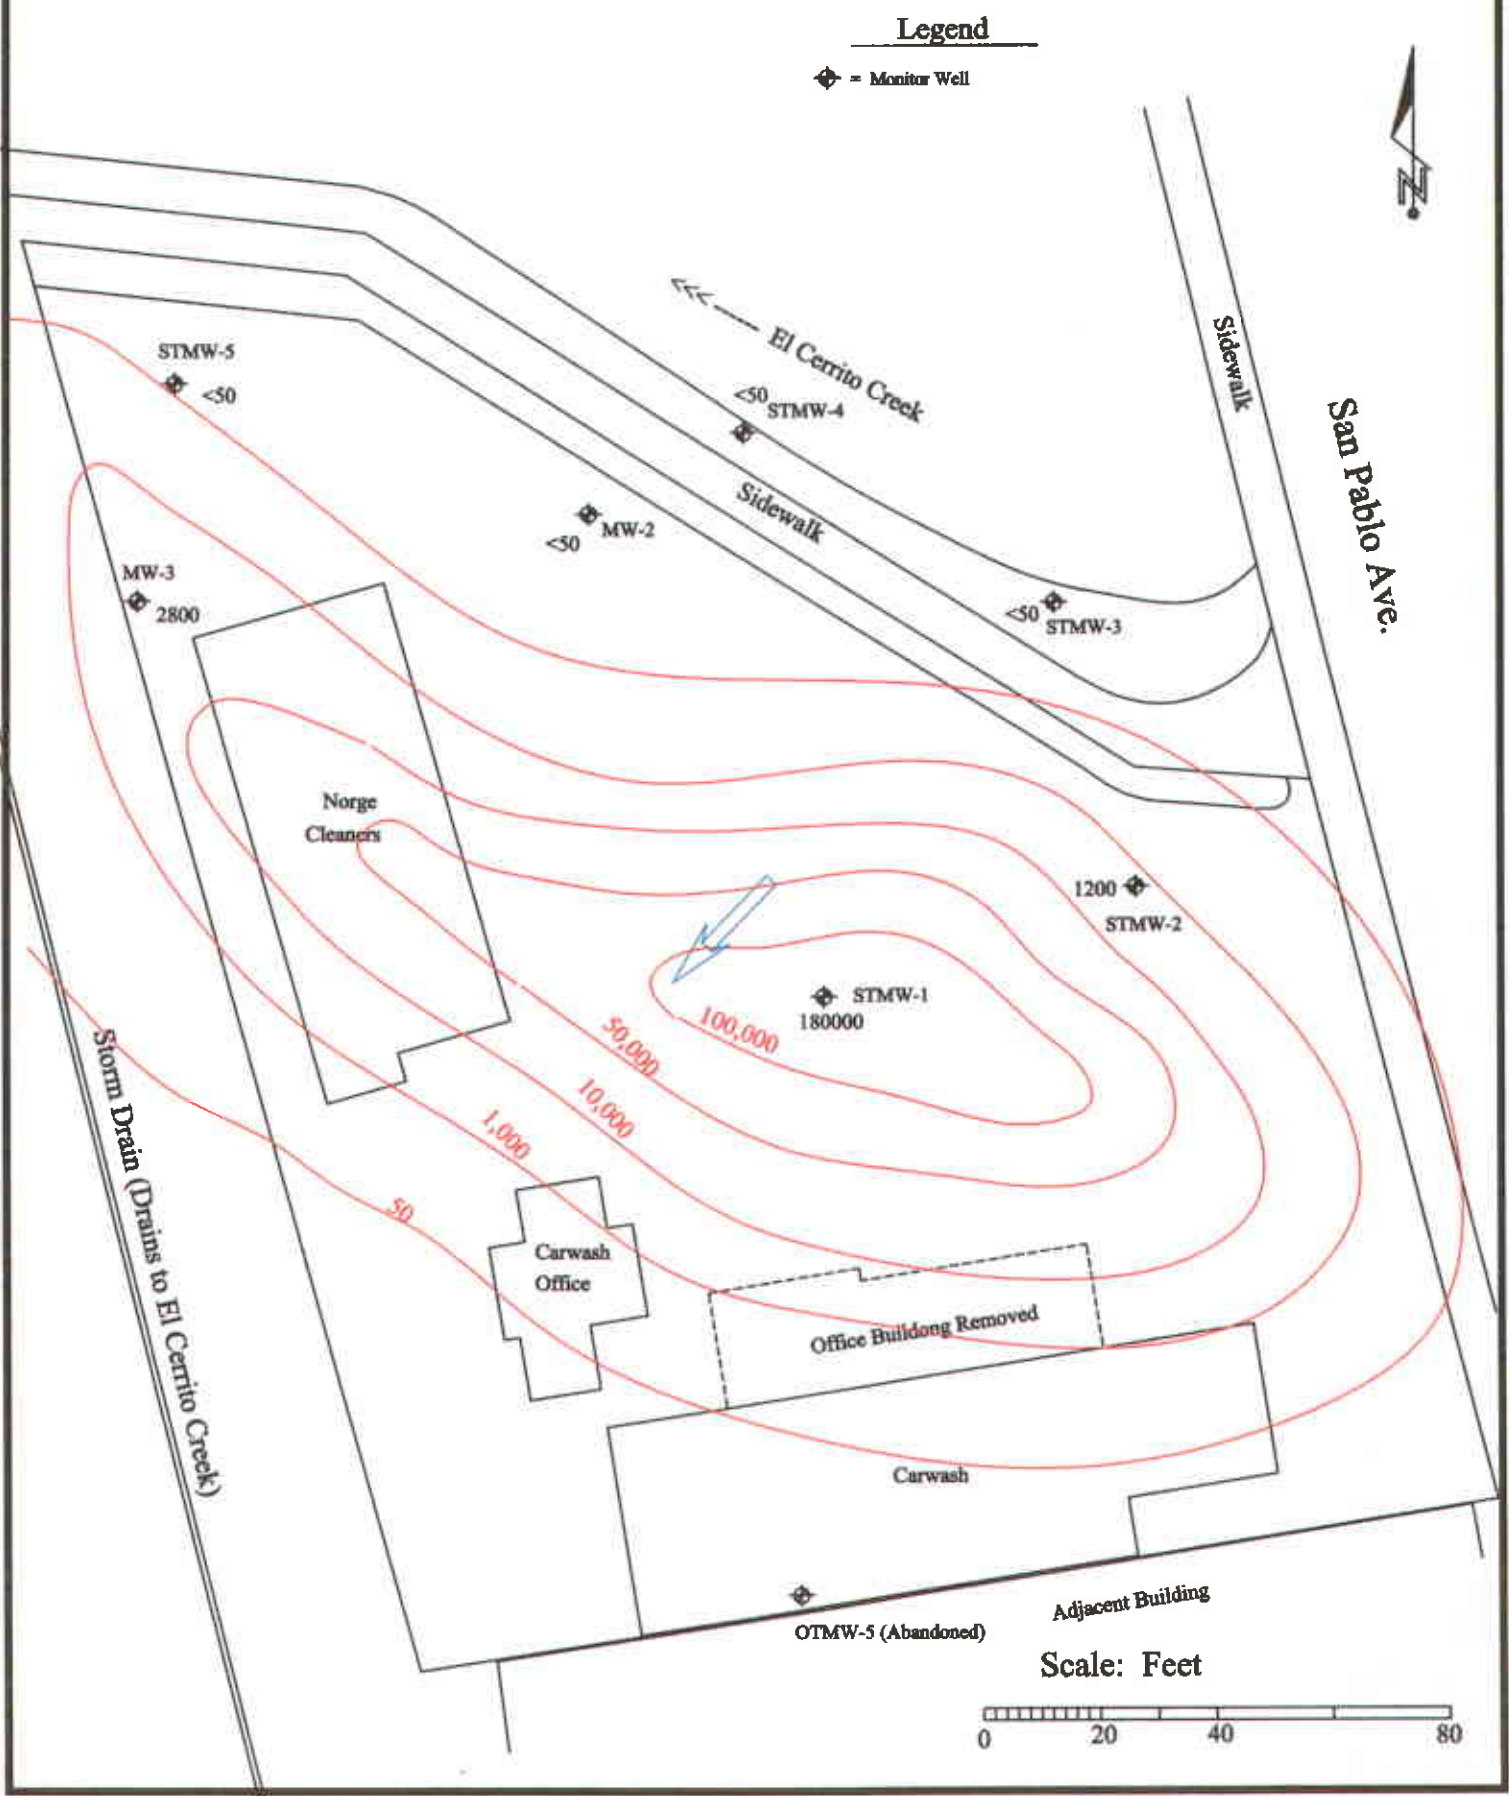 Legend
= Monitor Well
N
STMW-5
<50
El Cerrito Creek
<50
STMW-4
Sidewalk
San Pablo Ave.
Sidewalk
MW-2
<50
MW-3
2800
<50
STMW-3
Norge
Cleaners
1200
STMW-2
STMW-1
180000
100,000
50,000
10,000
1,000
50
Storm Drain (Drains to El Cerrito Creek)
Carwash
Office
Office Buildong Removed
Carwash
OTMW-5 (Abandoned)
Adjacent Building
Scale: Feet
0 20 40 80